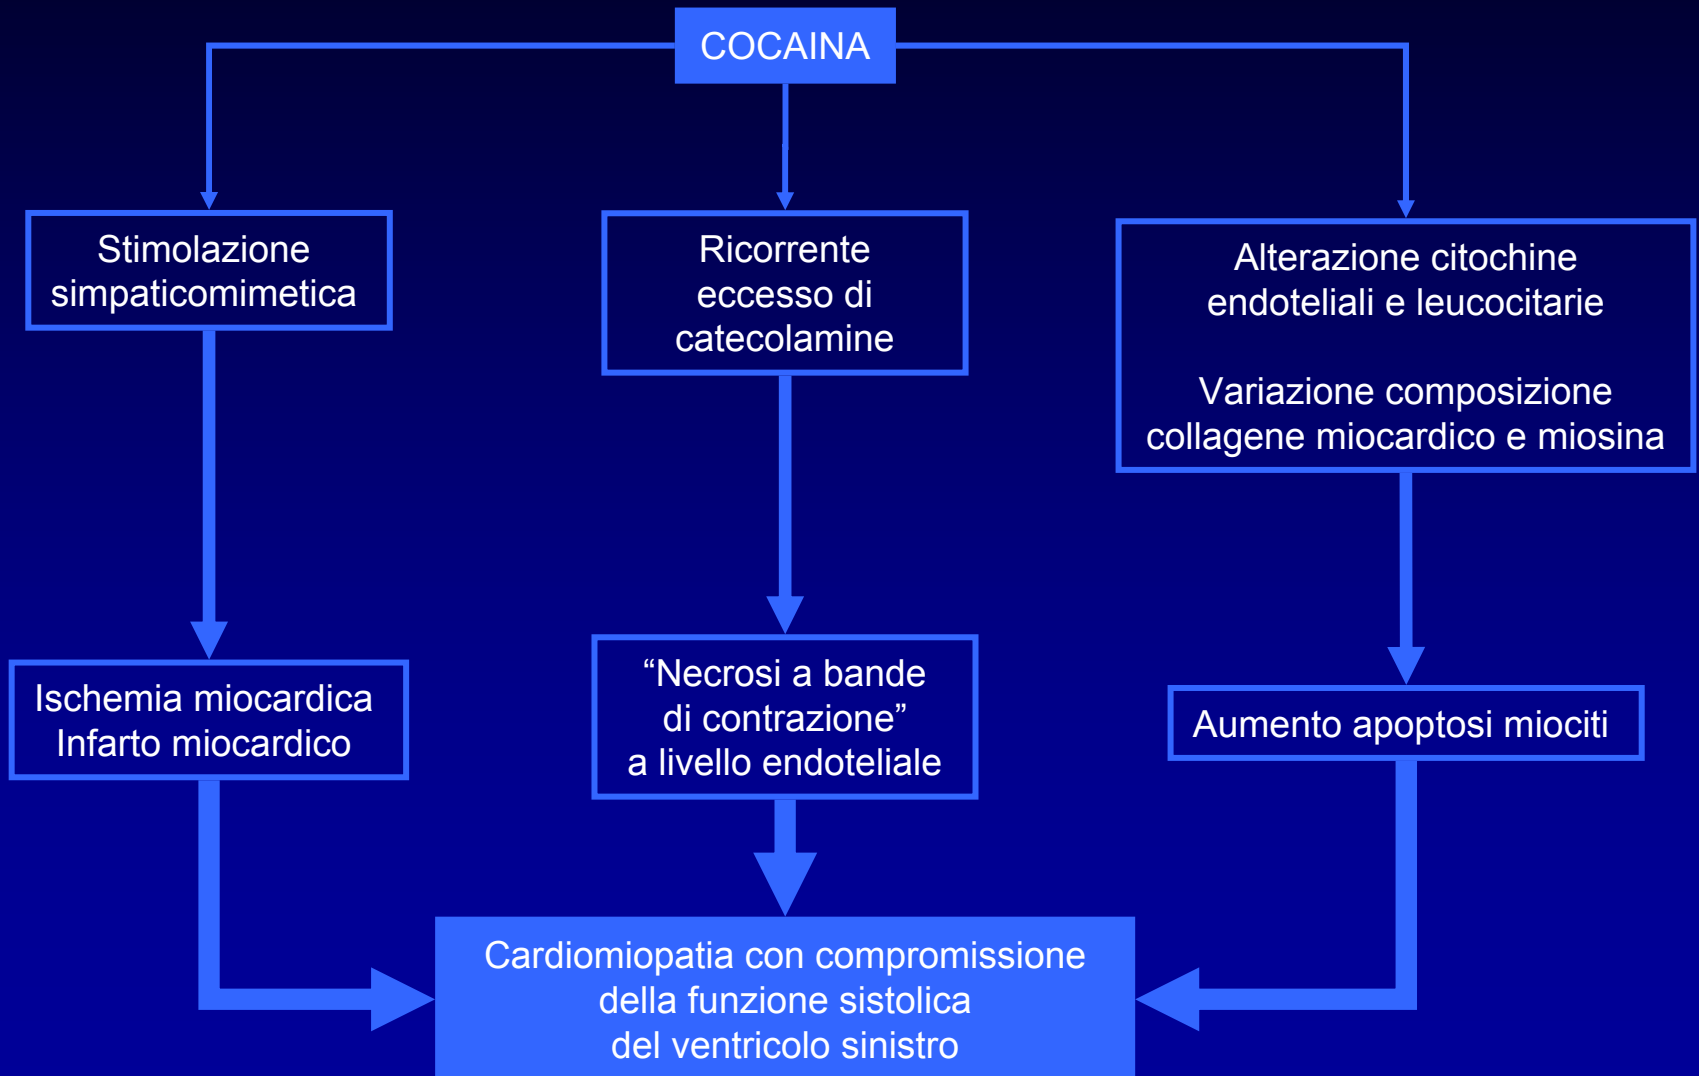 COCAINA
Stimolazione
simpaticomimetica
Ricorrente
eccesso di
catecolamine
Alterazione citochine
endoteliali e leucocitarie
Variazione composizione
collagene miocardico e miosina
Ischemia miocardica
Infarto miocardico
“Necrosi a bande
di contrazione”
a livello endoteliale
Aumento apoptosi miociti
Cardiomiopatia con compromissione
della funzione sistolica
del ventricolo sinistro